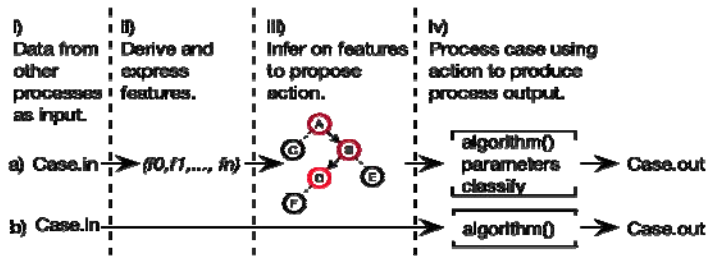 i)
Data from
other
processes
as input.
ii)
Derive and
express
features.
iii)
Infer on features
to propose
action.
iv)
Process case using
action to produce
process output.
a) Case.in
(f0,f1,..., fn)
A
C
B
D
E
F
algorithm()
parameters
classify
Case.out
b) Case.in
algorithm()
Case.out